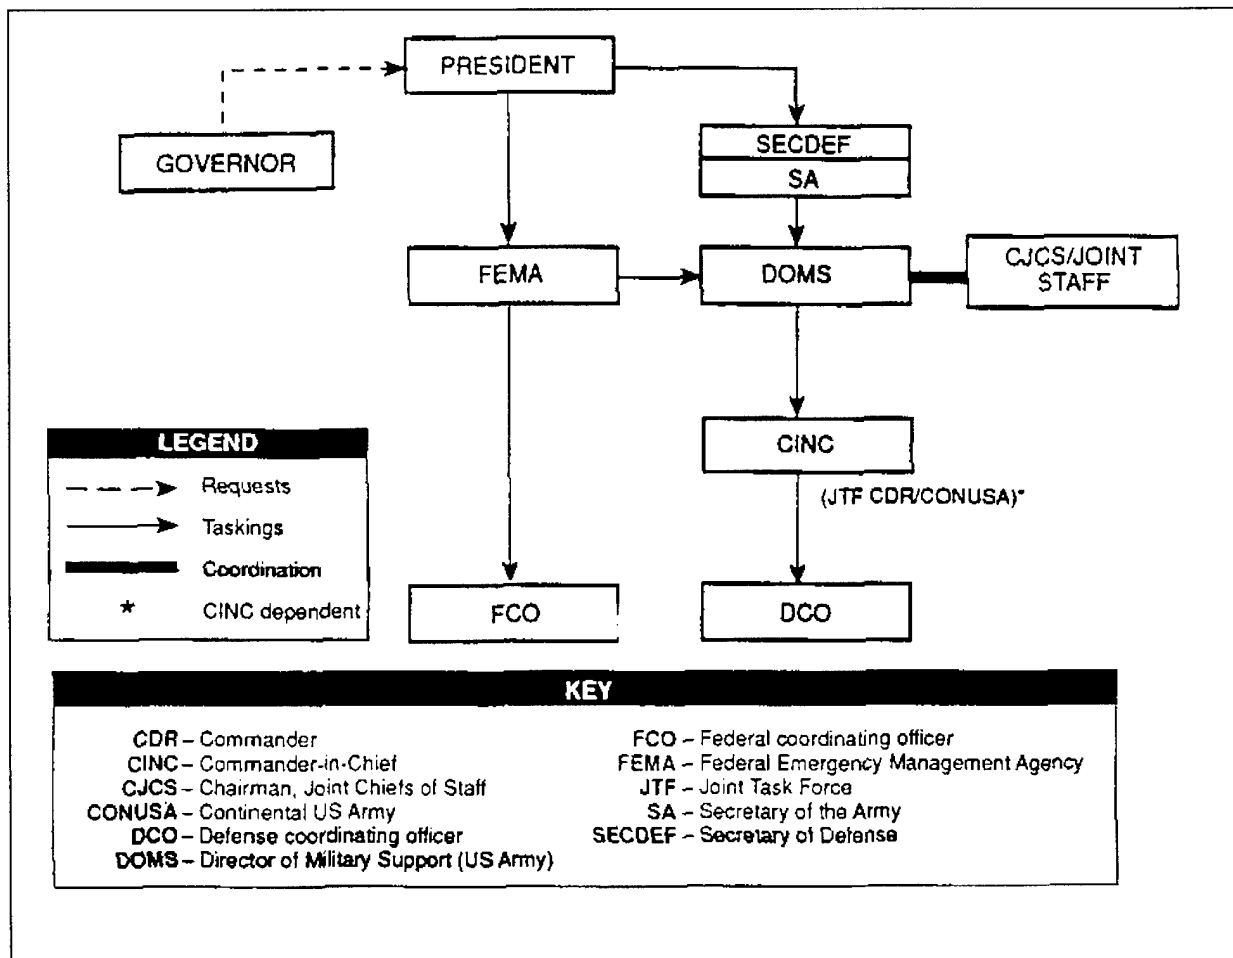 PRESIDENT
GOVERNOR
SECDEF
SA
FEMA
DOMS
CJCS/JOINT
STAFF
CINC
(JTF CDR/CONUSA)*
FCO
DCO
LEGEND
Requests
Taskings
Coordination
* CINC dependent
KEY
CDR – Commander
CINC – Commander-in-Chief
CJCS – Chairman, Joint Chiefs of Staff
CONUSA – Continental US Army
DCO – Defense coordinating officer
DOMS – Director of Military Support (US Army)
FCO – Federal coordinating officer
FEMA – Federal Emergency Management Agency
JTF – Joint Task Force
SA – Secretary of the Army
SECDEF – Secretary of Defense